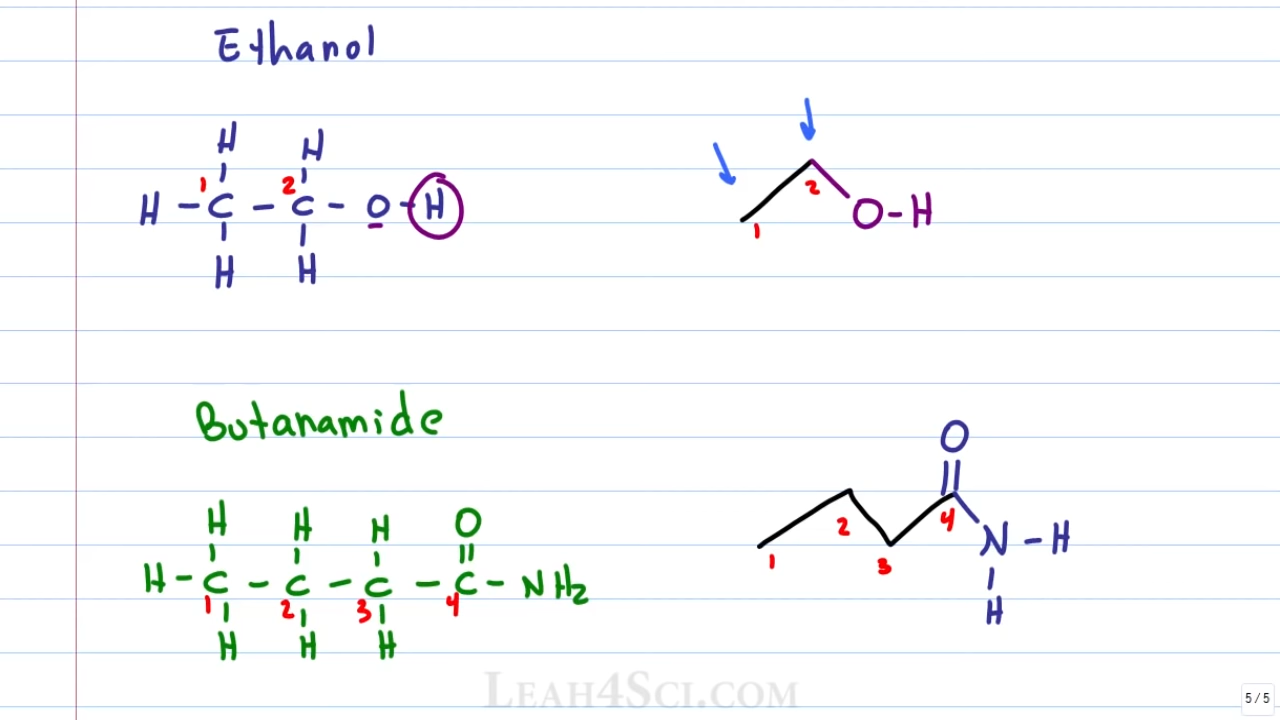 Ethanol
H H
1 2
H - C - C - O - H
H H
O - H
1 2
Butanamide
H H H O
H - C - C - C - C - NH₂
1 2 3 4
H H H
O
N - H
H
1 2 3 4
LEAH4SCI.COM
5/5